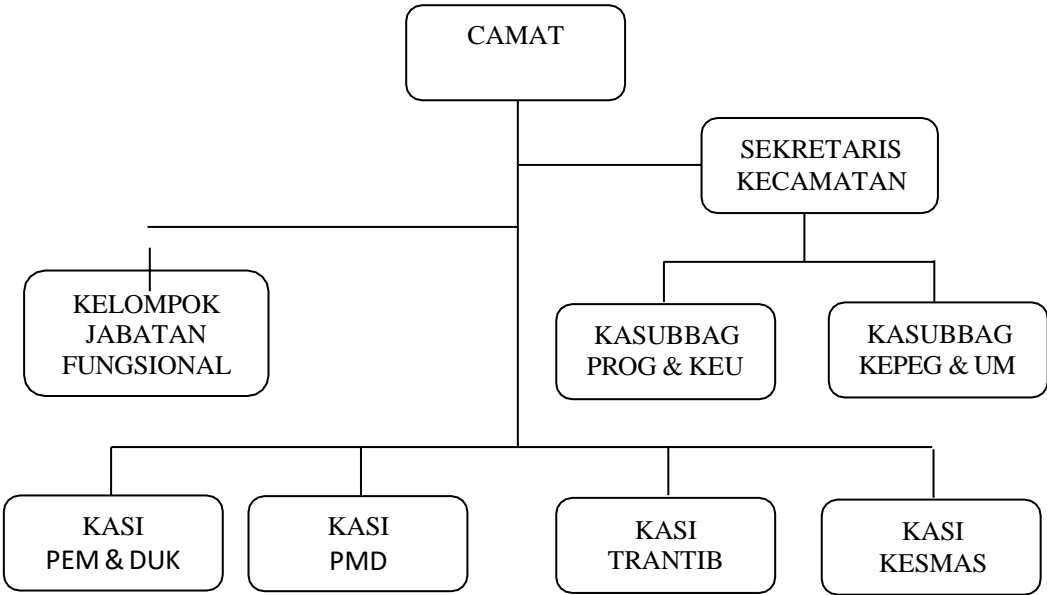 CAMAT
SEKRETARIS
KECAMATAN
KELOMPOK
JABATAN
FUNGSIONAL
KASUBBAG
PROG & KEU
KASUBBAG
KEPEG & UM
KASI
PEM & DUK
KASI
PMD
KASI
TRANTIB
KASI
KESMAS